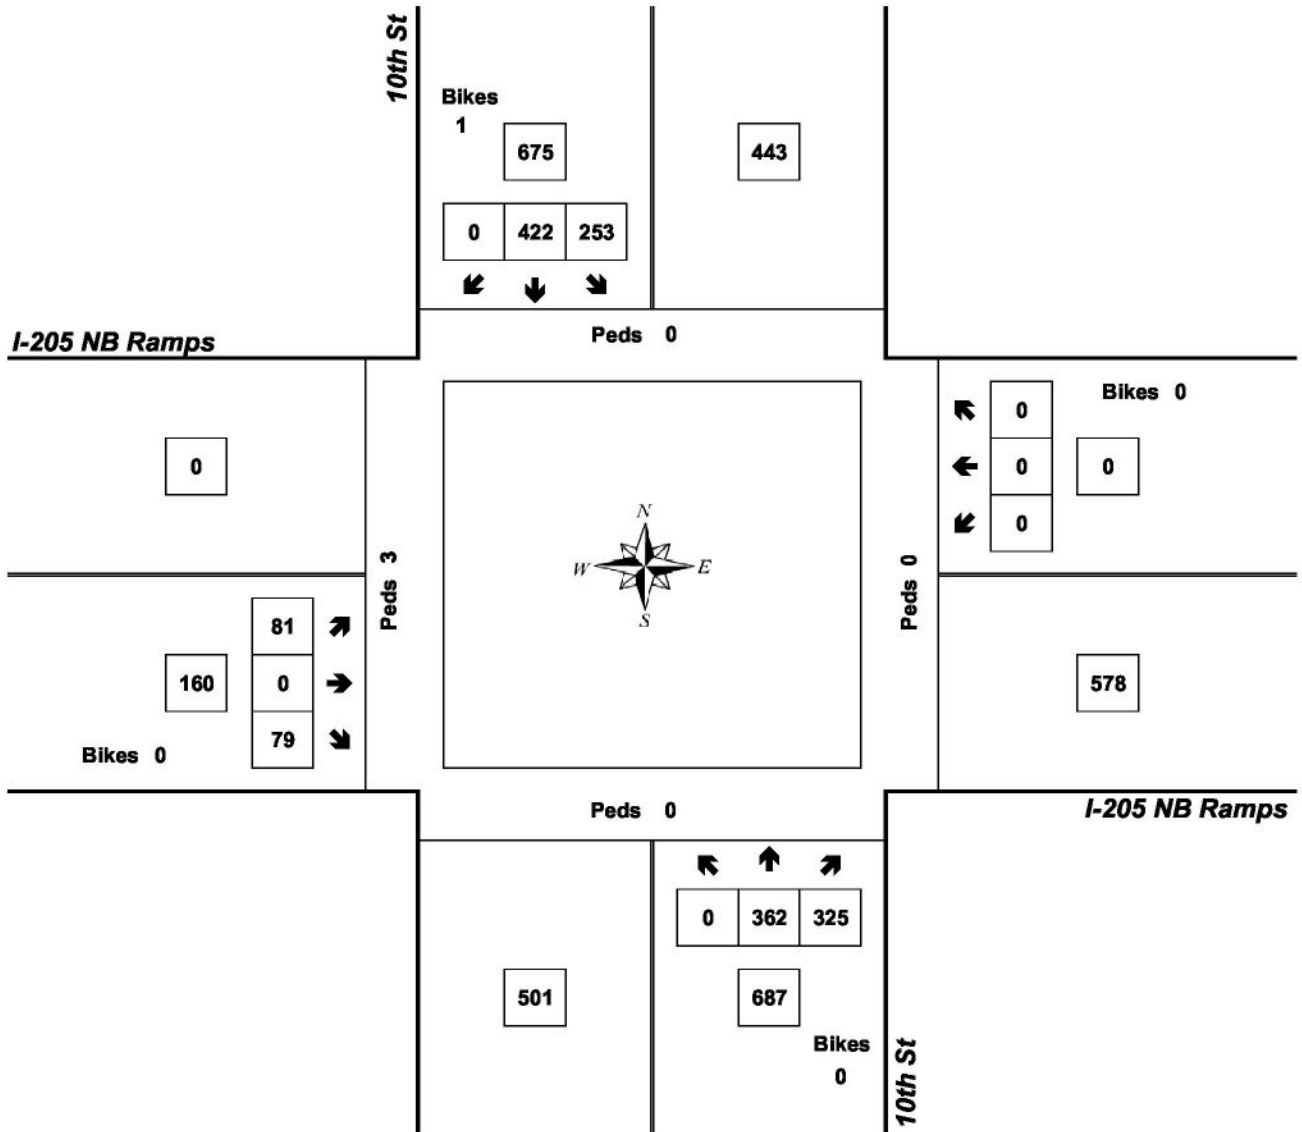 10th St
Bikes
1
675
443
0 422 253
Peds 0
I-205 NB Ramps
Bikes 0
0
0
0
0
0
N
W E
S
Peds 3
Peds 0
81
160
0
578
79
Bikes 0
Peds 0
I-205 NB Ramps
0 362 325
501
687
Bikes
0
10th St